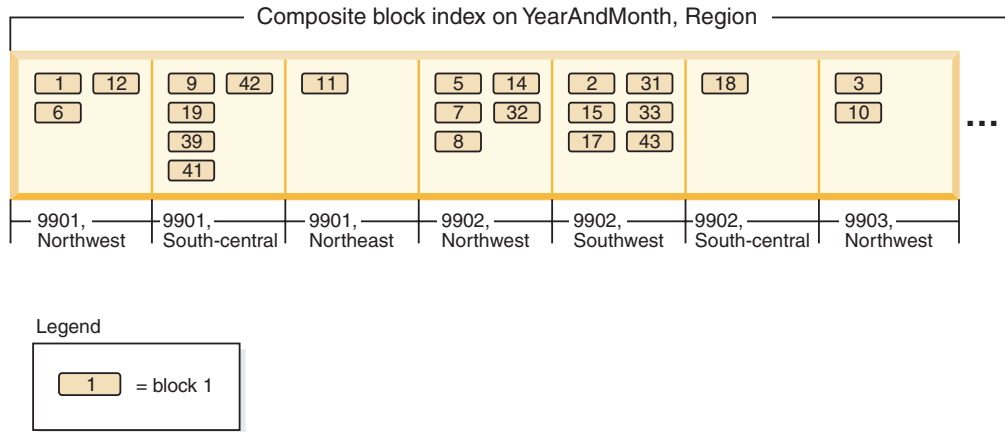 Composite block index on YearAndMonth, Region
1 12 9 42 11 5 14 2 31 18 3
6 19 7 32 15 33 10 ...
39 8 17 43
41
9901, 9901, 9901, 9902, 9902, 9902, 9903,
Northwest South-central Northeast Northwest Southwest South-central Northwest
Legend
1 = block 1